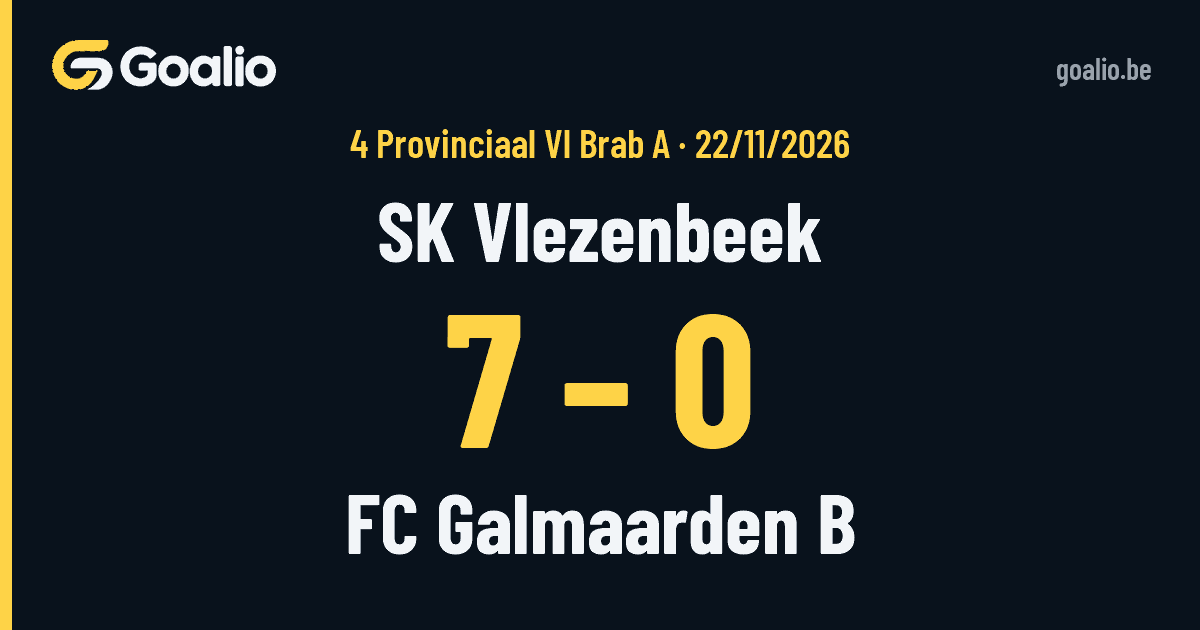 Goalio
goalio.be
4 Provinciaal Vl Brab A · 22/11/2026
SK Vlezenbeek
7 – 0
FC Galmaarden B